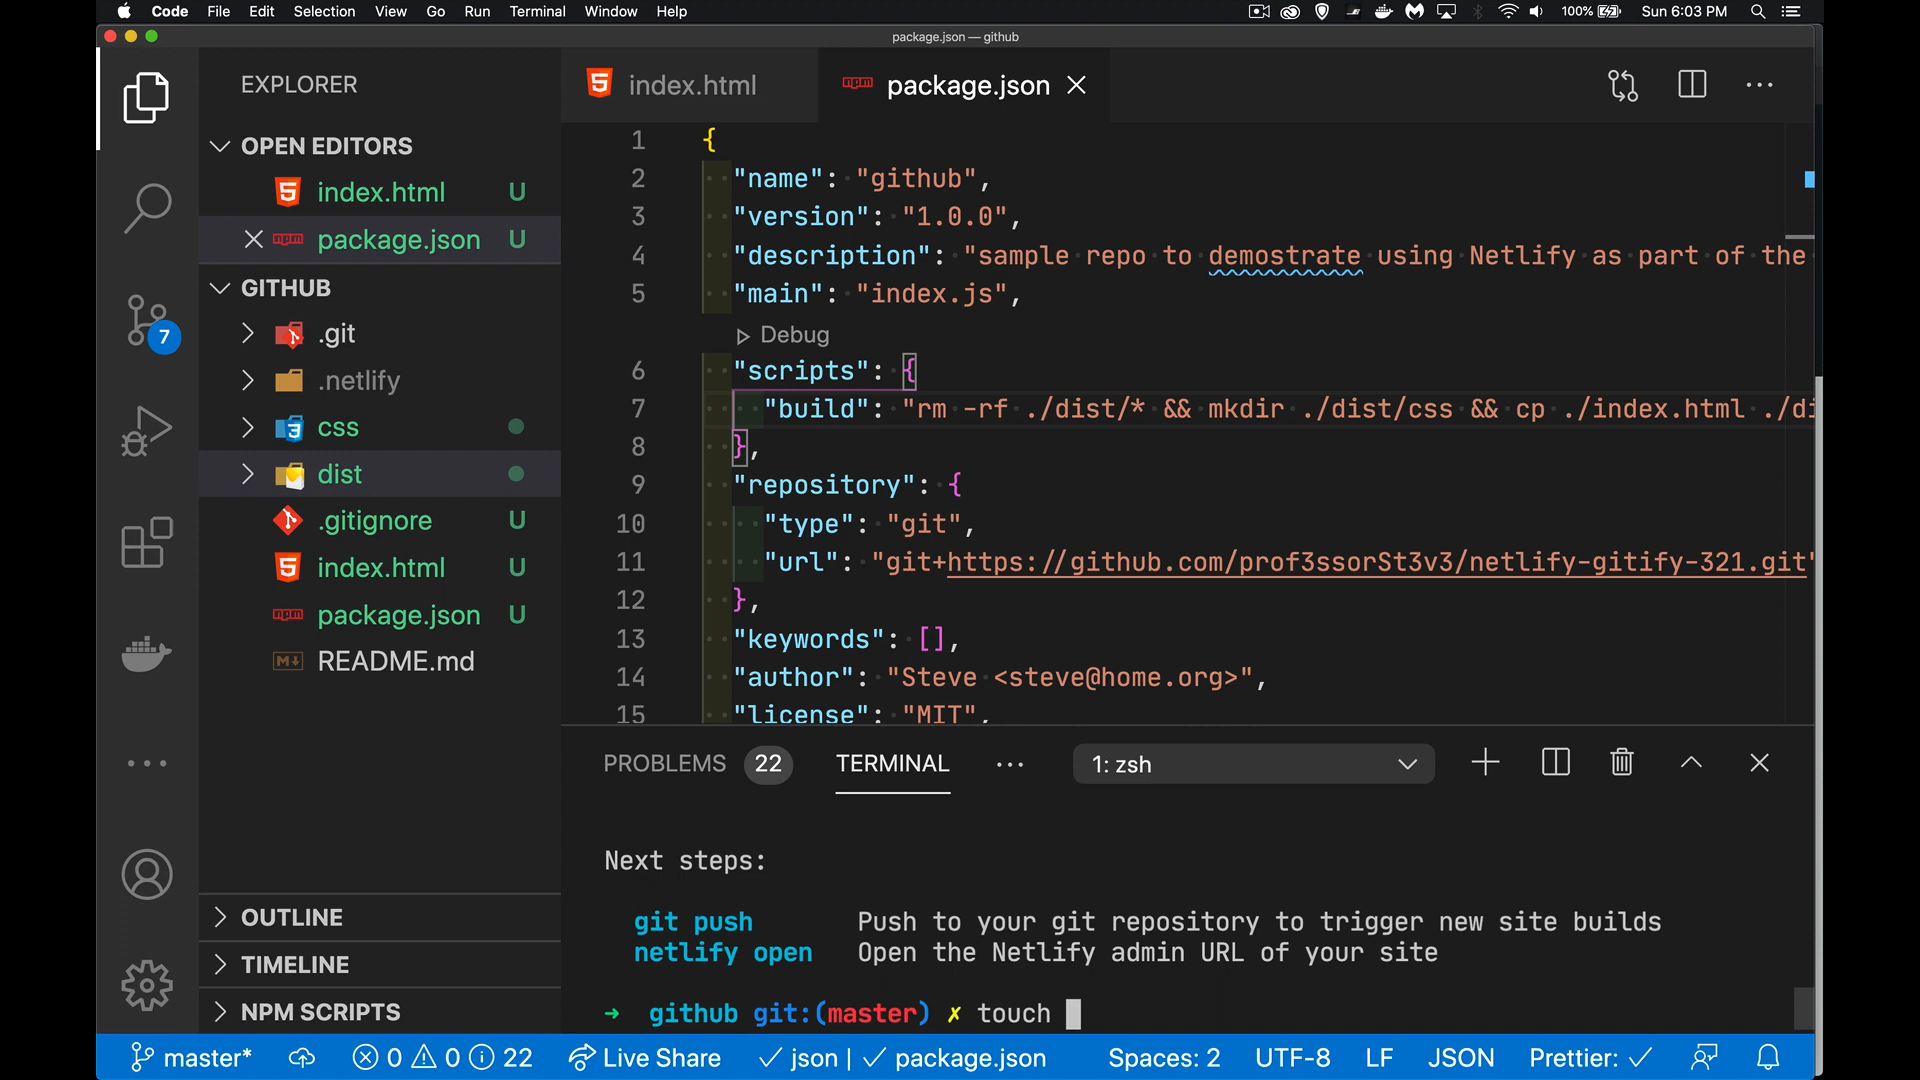 Code File Edit Selection View Go Run Terminal Window Help 100% Sun 6:03 PM
package.json — github
EXPLORER
OPEN EDITORS
index.html U
package.json U
GITHUB
.git
.netlify
css
dist
.gitignore U
index.html U
package.json U
README.md
OUTLINE
TIMELINE
NPM SCRIPTS
7
index.html package.json
1 {
2 "name": "github",
3 "version": "1.0.0",
4 "description": "sample repo to demostrate using Netlify as part of the
5 "main": "index.js",
Debug
6 "scripts": {
7 "build": "rm -rf ./dist/* && mkdir ./dist/css && cp ./index.html ./di
8 },
9 "repository": {
10 "type": "git",
11 "url": "git+https://github.com/prof3ssorSt3v3/netlify-gitify-321.git"
12 },
13 "keywords": [],
14 "author": "Steve <steve@home.org>",
15 "license": "MIT",
PROBLEMS 22 TERMINAL 1: zsh
Next steps:
git push Push to your git repository to trigger new site builds
netlify open Open the Netlify admin URL of your site
➜ github git:(master) ✗ touch
master* 0 0 22 Live Share ✓ json | ✓ package.json Spaces: 2 UTF-8 LF JSON Prettier: ✓